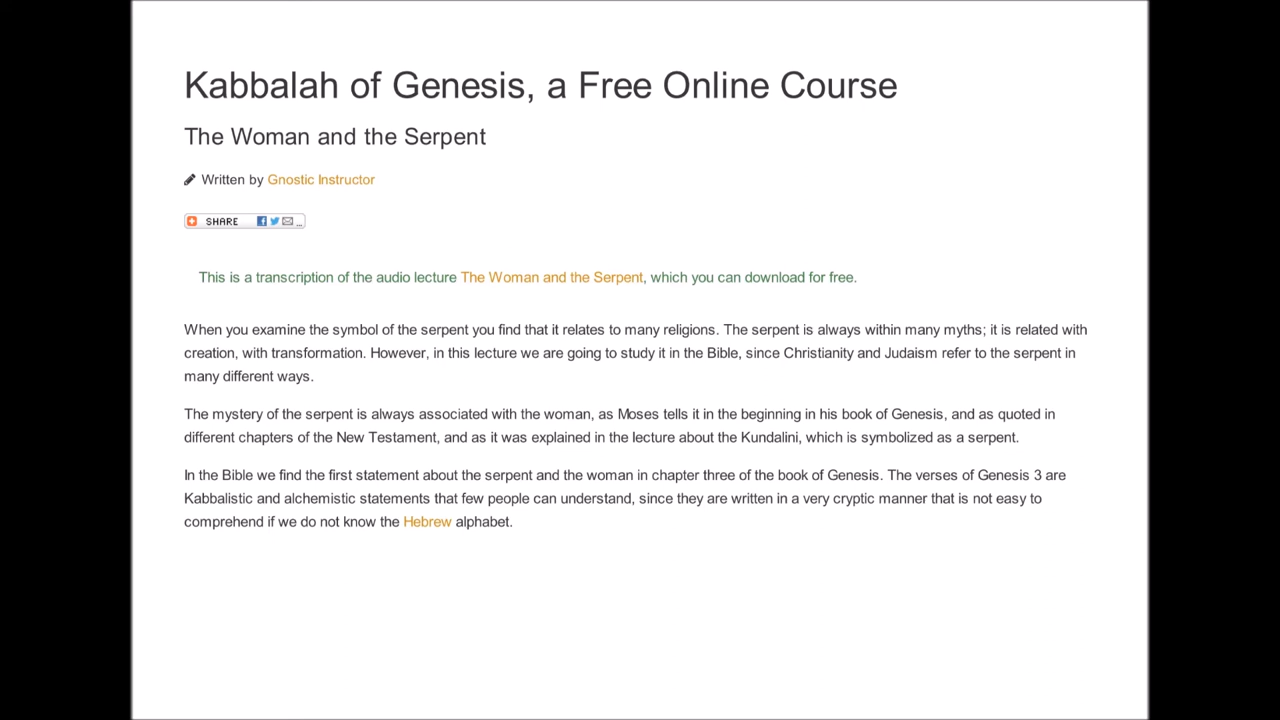 Kabbalah of Genesis, a Free Online Course
The Woman and the Serpent
Written by Gnostic Instructor
SHARE ...
This is a transcription of the audio lecture The Woman and the Serpent, which you can download for free.
When you examine the symbol of the serpent you find that it relates to many religions. The serpent is always within many myths; it is related with
creation, with transformation. However, in this lecture we are going to study it in the Bible, since Christianity and Judaism refer to the serpent in
many different ways.
The mystery of the serpent is always associated with the woman, as Moses tells it in the beginning in his book of Genesis, and as quoted in
different chapters of the New Testament, and as it was explained in the lecture about the Kundalini, which is symbolized as a serpent.
In the Bible we find the first statement about the serpent and the woman in chapter three of the book of Genesis. The verses of Genesis 3 are
Kabbalistic and alchemistic statements that few people can understand, since they are written in a very cryptic manner that is not easy to
comprehend if we do not know the Hebrew alphabet.